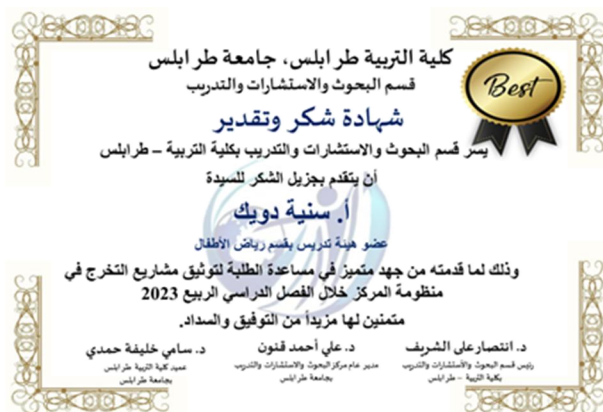 كلية التربية طرابلس، جامعة طرابلس
قسم البحوث والاستشارات والتدريب
Best
شهادة شكر وتقدير
يسر قسم البحوث والاستشارات والتدريب بكلية التربية – طرابلس
أن يتقدم بجزيل الشكر للسيدة
أ. سنية دويك
عضو هيئة تدريس بقسم رياض الأطفال
وذلك لما قدمته من جهد متميز في مساعدة الطلبة لتوثيق مشاريع التخرج في
منظومة المركز خلال الفصل الدراسي الربيع 2023
متمنين لها مزيداً من التوفيق والسداد.
د. انتصار على الشريف
رئيس قسم البحوث والأستشارات والتدريب
بكلية التربية – طرابلس
د. علي أحمد قنون
مدير عام مركز البحوث والاستشارات والتدريب
بجامعة طرابلس
د. سامي خليفة حمدي
عميد كلية التربية طرابلس
بجامعة طرابلس